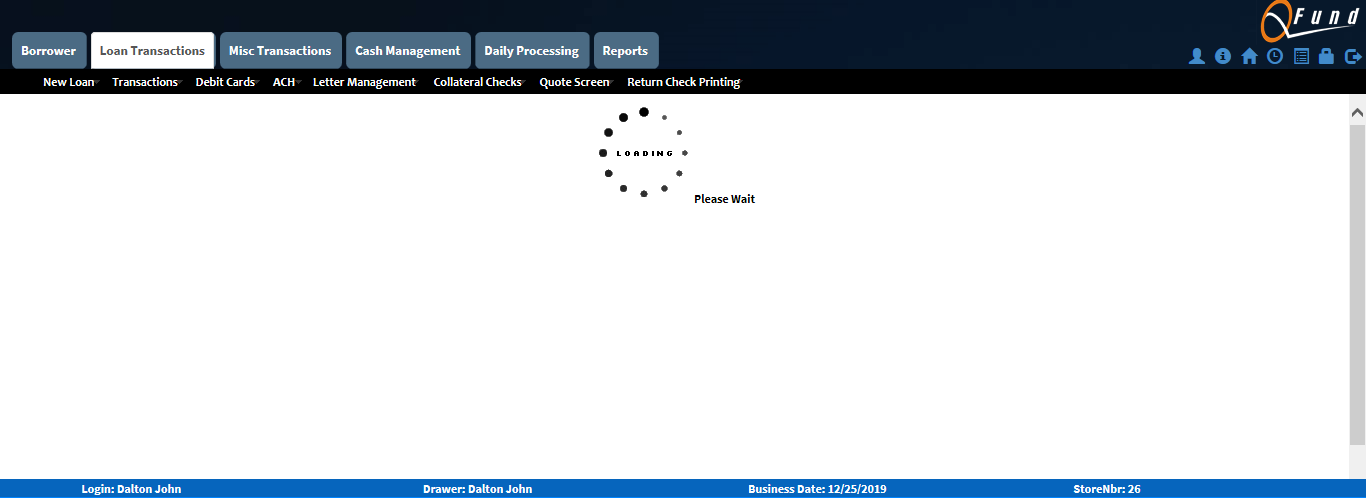 Fund
Borrower Loan Transactions Misc Transactions Cash Management Daily Processing Reports
New Loan Transactions Debit Cards ACH Letter Management Collateral Checks Quote Screen Return Check Printing
LOADING
Please Wait
Login: Dalton John Drawer: Dalton John Business Date: 12/25/2019 StoreNbr: 26